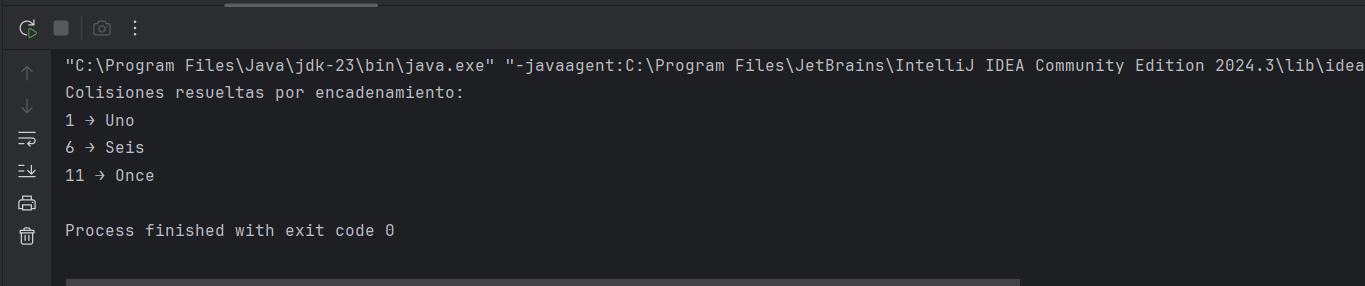 "C:\Program Files\Java\jdk-23\bin\java.exe" "-javaagent:C:\Program Files\JetBrains\IntelliJ IDEA Community Edition 2024.3\lib\idea
Colisiones resueltas por encadenamiento:
1 → Uno
6 → Seis
11 → Once
Process finished with exit code 0